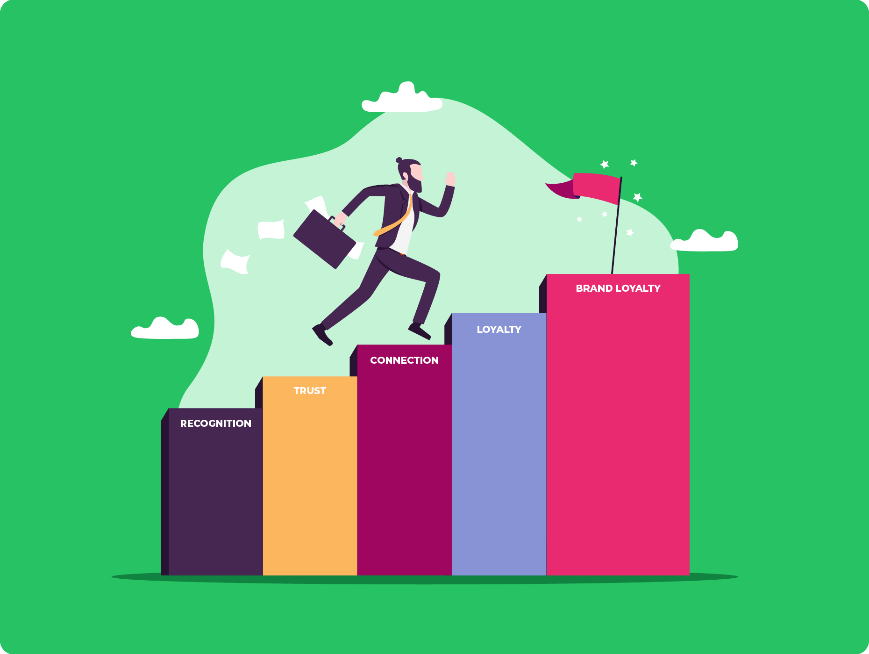 RECOGNITION
TRUST
CONNECTION
LOYALTY
BRAND LOYALTY